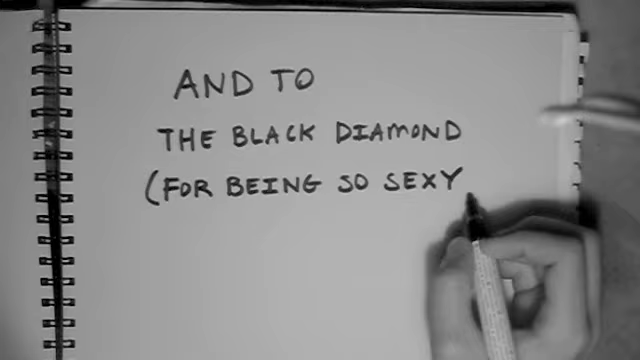 AND TO
THE BLACK DIAMOND
(FOR BEING SO SEXY